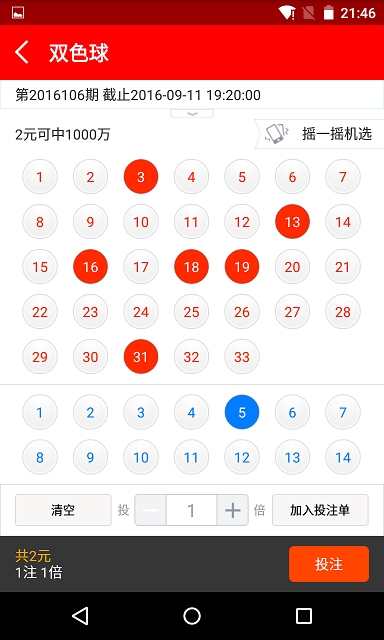 21:46
双色球
第2016106期 截止2016-09-11 19:20:00
2元可中1000万 摇一摇机选
1 2 3 4 5 6 7
8 9 10 11 12 13 14
15 16 17 18 19 20 21
22 23 24 25 26 27 28
29 30 31 32 33
1 2 3 4 5 6 7
8 9 10 11 12 13 14
清空 投 1 倍 加入投注单
共2元
1注 1倍
投注